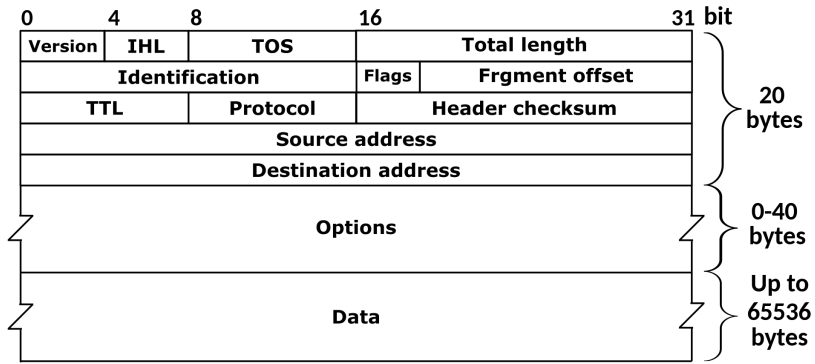 0 4 8 16 31 bit
Version IHL TOS Total length
Identification Flags Frgment offset
TTL Protocol Header checksum
Source address
Destination address
20
bytes
Options
0-40
bytes
Data
Up to
65536
bytes